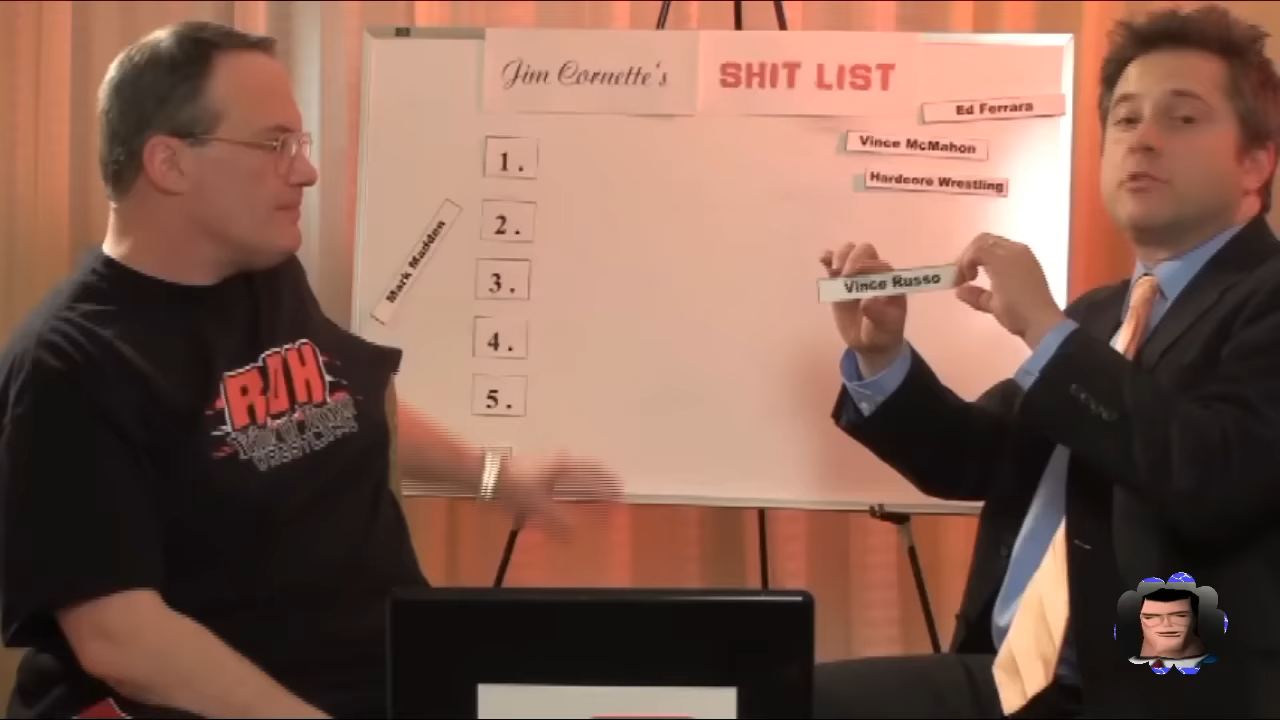 Jim Cornette's SHIT LIST
Ed Ferrara
Vince McMahon
Hardcore Wrestling
1.
2.
Mark Madden
3.
Vince Russo
4.
5.
ROH
WRESTLING